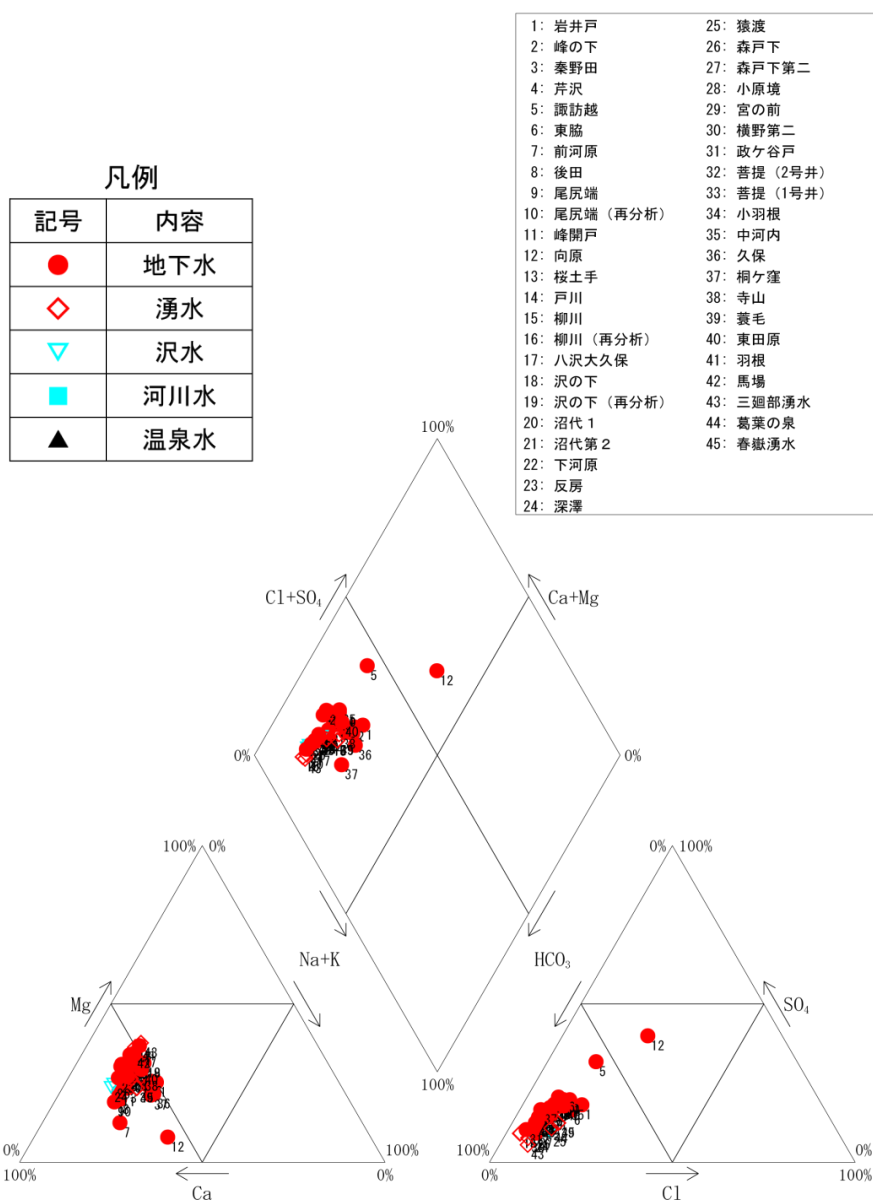 1: 岩井戸
2: 峰の下
3: 秦野田
4: 芹沢
5: 諏訪越
6: 東脇
7: 前河原
8: 後田
9: 尾尻端
10: 尾尻端（再分析）
11: 峰開戸
12: 向原
13: 桜土手
14: 戸川
15: 柳川
16: 柳川（再分析）
17: 八沢大久保
18: 沢の下
19: 沢の下（再分析）
20: 沼代１
21: 沼代第２
22: 下河原
23: 反房
24: 深澤
25: 猿渡
26: 森戸下
27: 森戸下第二
28: 小原境
29: 宮の前
30: 横野第二
31: 政ケ谷戸
32: 菩提（2号井）
33: 菩提（1号井）
34: 小羽根
35: 中河内
36: 久保
37: 桐ケ窪
38: 寺山
39: 蓑毛
40: 東田原
41: 羽根
42: 馬場
43: 三廻部湧水
44: 葛葉の泉
45: 春嶽湧水
凡例
記号 内容
地下水
湧水
沢水
河川水
温泉水
100%
Cl+SO₄ Ca+Mg
5
12
0% 0%
36
37
43
100% 0% 0% 100%
Na+K HCO₃
Mg SO₄
100%
12
5
43
36
7
12
43
0% 100% 0% 0%
100% 0% 0% 100%
Ca Cl